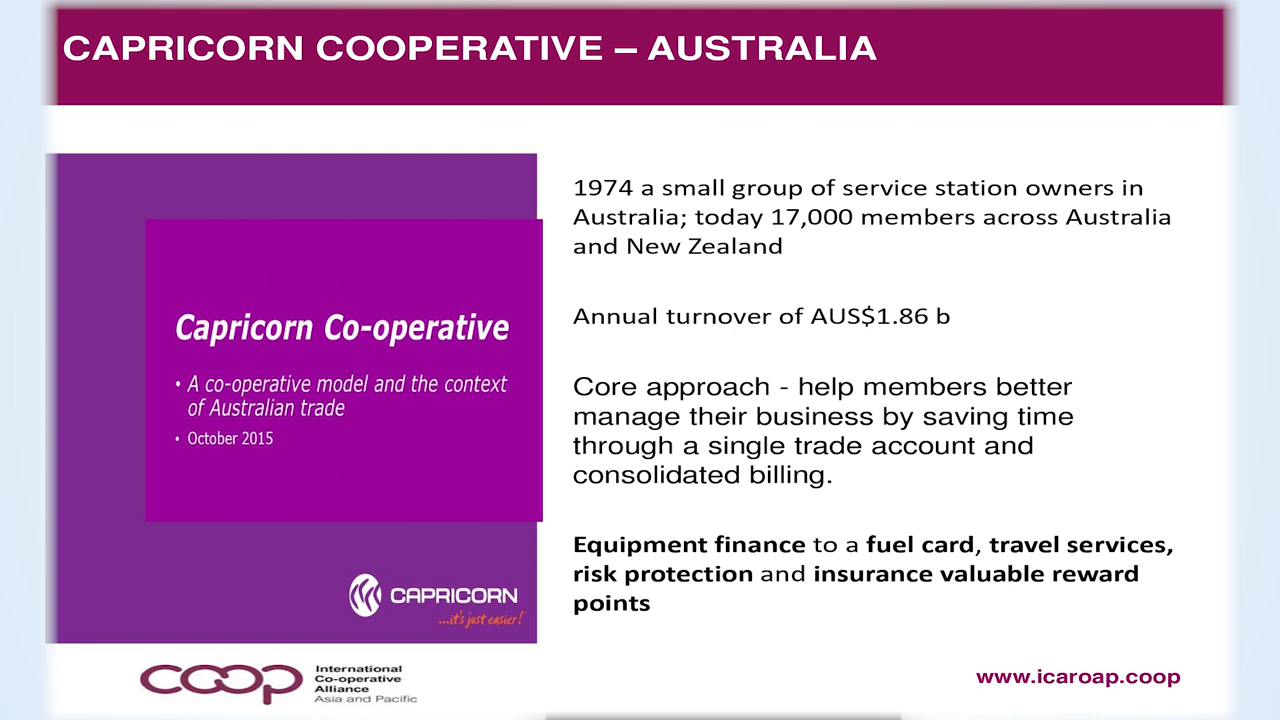 CAPRICORN COOPERATIVE – AUSTRALIA
Capricorn Co-operative
• A co-operative model and the context
of Australian trade
• October 2015
CAPRICORN
...it's just easier!
1974 a small group of service station owners in
Australia; today 17,000 members across Australia
and New Zealand
Annual turnover of AUS$1.86 b
Core approach - help members better
manage their business by saving time
through a single trade account and
consolidated billing.
Equipment finance to a fuel card, travel services,
risk protection and insurance valuable reward
points
coop
International
Co-operative
Alliance
Asia and Pacific
www.icaroap.coop